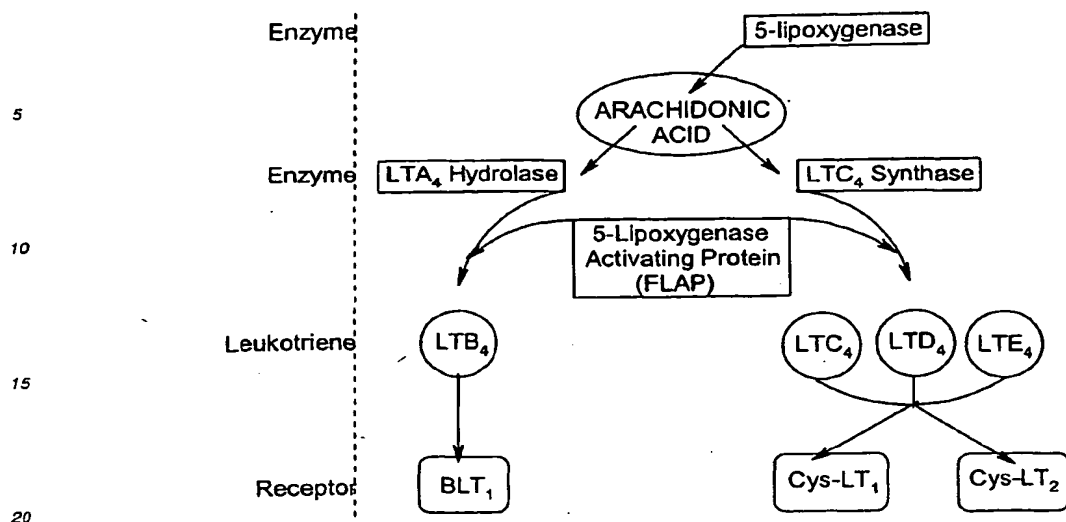 Enzyme
5-lipoxygenase
5
ARACHIDONIC
ACID
Enzyme
LTA₄ Hydrolase
LTC₄ Synthase
10
5-Lipoxygenase
Activating Protein
(FLAP)
Leukotriene
LTB₄
LTC₄
LTD₄
LTE₄
15
Receptor
BLT₁
Cys-LT₁
Cys-LT₂
20